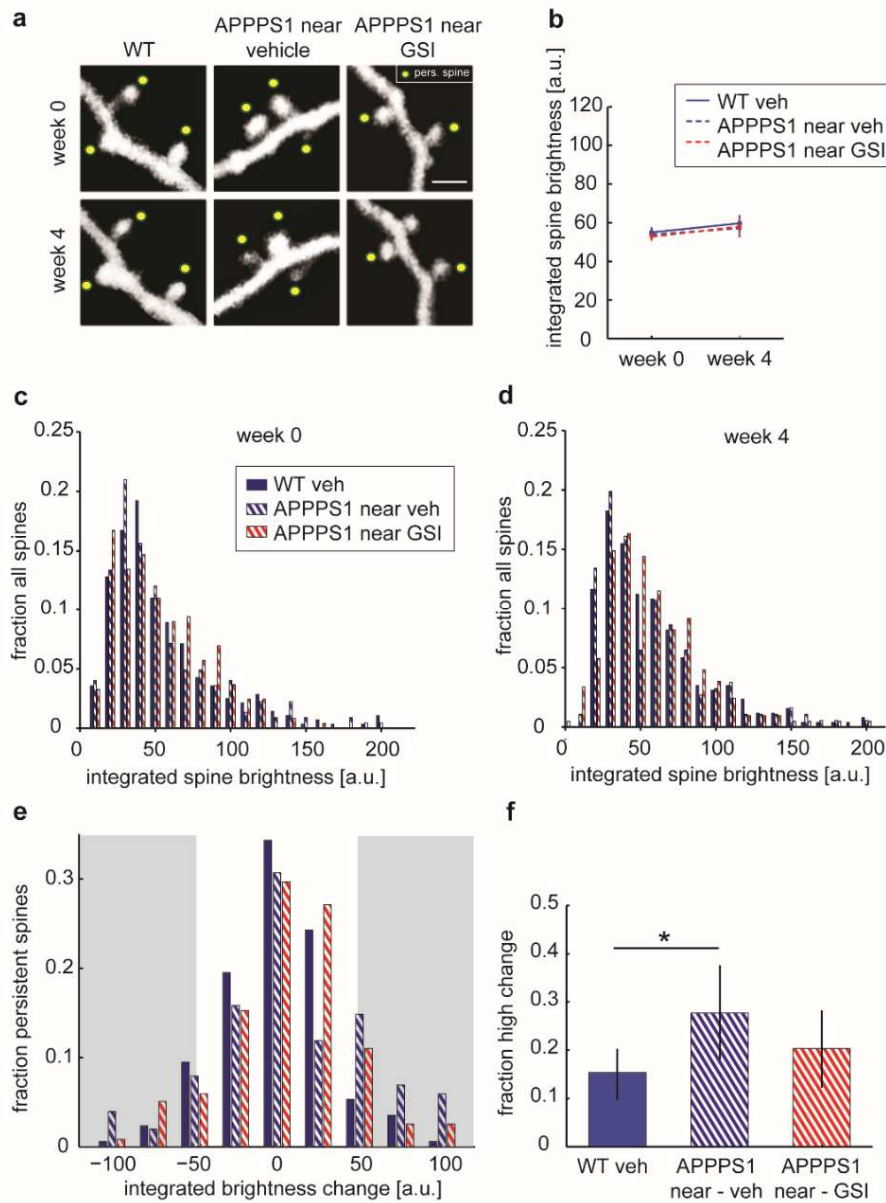 a
WT
APPPS1 near
vehicle
APPPS1 near
GSI
pers. spine
week 0
week 4
b
integrated spine brightness [a.u.]
120
100
80
60
40
20
0
week 0
week 4
WT veh
APPPS1 near veh
APPPS1 near GSI
c
week 0
fraction all spines
0.25
0.2
0.15
0.1
0.05
0
WT veh
APPPS1 near veh
APPPS1 near GSI
0
50
100
150
200
integrated spine brightness [a.u.]
d
week 4
fraction all spines
0.25
0.2
0.15
0.1
0.05
0
0
50
100
150
200
integrated spine brightness [a.u.]
e
fraction persistent spines
0.3
0.2
0.1
0
−100
−50
0
50
100
integrated brightness change [a.u.]
f
fraction high change
0.5
0.4
0.3
0.2
0.1
0
*
WT veh
APPPS1
near - veh
APPPS1
near - GSI